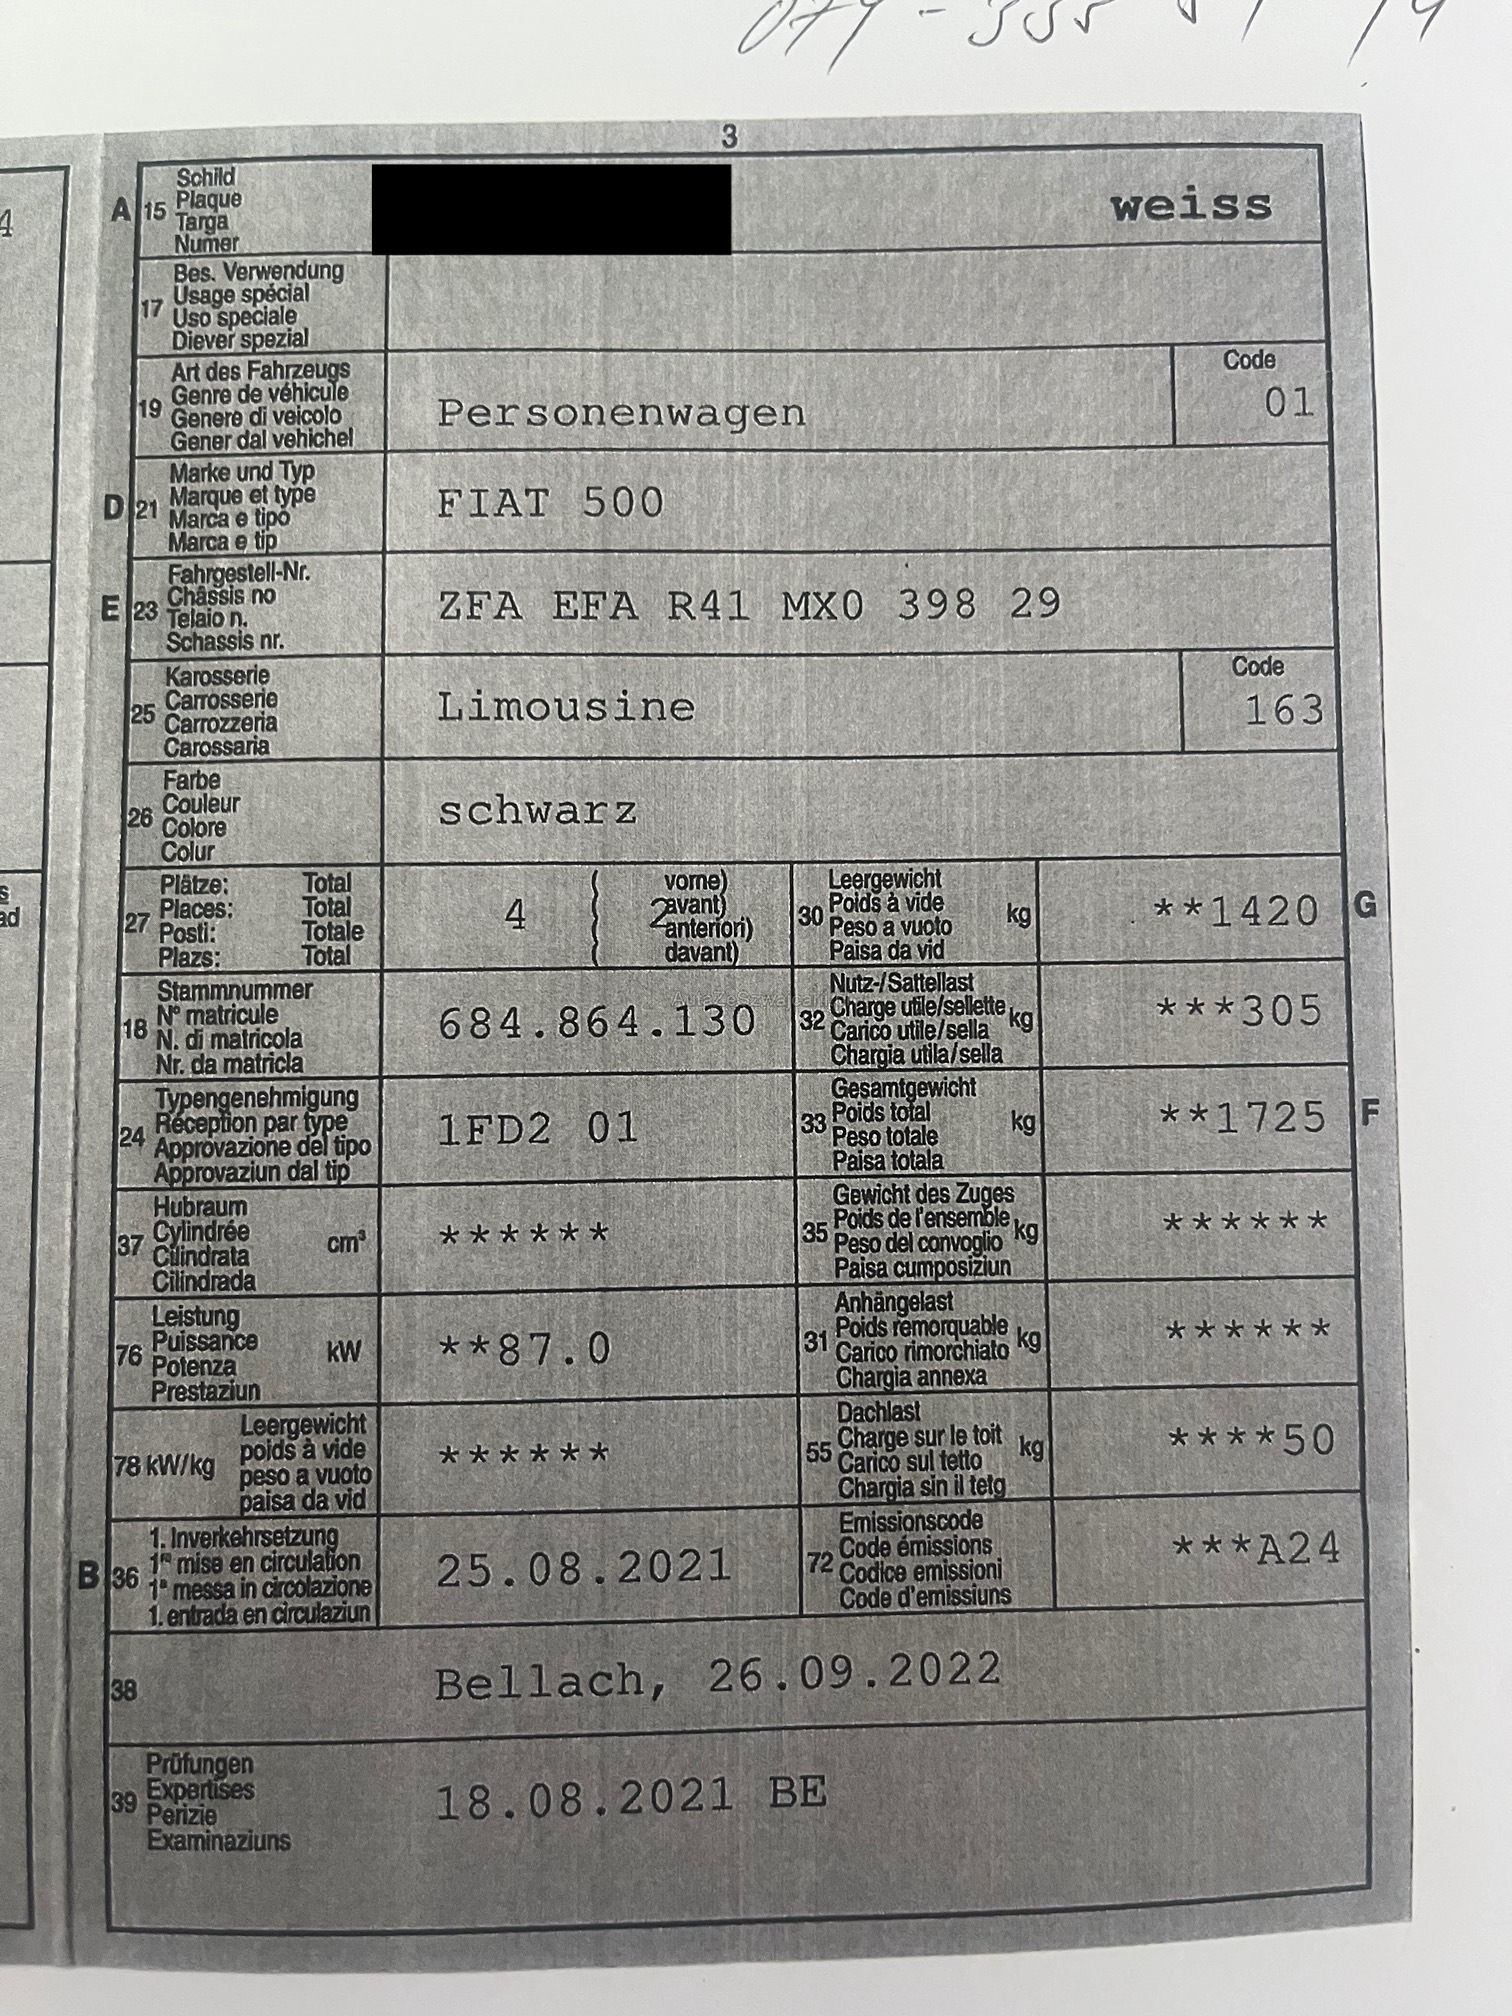 3
A 15 Schild
Plaque
Targa
Numer
weiss
17 Bes. Verwendung
Usage spécial
Uso speciale
Diever spezial
19 Art des Fahrzeugs
Genre de véhicule
Genere di veicolo
Gener dal vehichel
Personenwagen
Code
01
D 21 Marke und Typ
Marque et type
Marca e tipo
Marca e tip
FIAT 500
E 23 Fahrgestell-Nr.
Châssis no
Telaio n.
Schassis nr.
ZFA EFA R41 MX0 398 29
25 Karosserie
Carrosserie
Carrozzeria
Carossaria
Limousine
Code
163
26 Farbe
Couleur
Colore
Colur
schwarz
27 Plätze: Total
Places: Total
Posti: Totale
Plazs: Total
4 ( 2 vorne)
( avant)
( anteriori)
( davant)
30 Leergewicht
Poids à vide
Peso a vuoto
Paisa da vid
kg
**1420 G
18 Stammnummer
N° matricule
N. di matricola
Nr. da matricla
684.864.130
32 Nutz-/Sattellast
Charge utile/sellette
Carico utile/sella
Chargia utila/sella
kg
***305
24 Typengenehmigung
Réception par type
Approvazione del tipo
Approvaziun dal tip
1FD2 01
33 Gesamtgewicht
Poids total
Peso totale
Paisa totala
kg
**1725 F
37 Hubraum
Cylindrée
Cilindrata
Cilindrada
cm³
******
35 Gewicht des Zuges
Poids de l'ensemble
Peso del convoglio
Paisa cumposiziun
kg
******
76 Leistung
Puissance
Potenza
Prestaziun
kW
**87.0
31 Anhängelast
Poids remorquable
Carico rimorchiato
Chargia annexa
kg
******
78 kW/kg Leergewicht
poids à vide
peso a vuoto
paisa da vid
******
55 Dachlast
Charge sur le toit
Carico sul tetto
Chargia sin il tetg
kg
****50
B 36 1. Inverkehrsetzung
1re mise en circulation
1a messa in circolazione
1. entrada en circulaziun
25.08.2021
72 Emissionscode
Code émissions
Codice emissioni
Code d'emissiuns
***A24
38 Bellach, 26.09.2022
39 Prüfungen
Expertises
Perizie
Examinaziuns
18.08.2021 BE